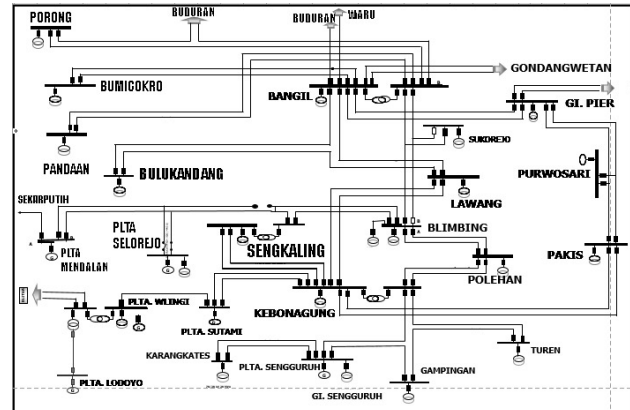 BUDURAN
BUDURAN
WARU
PORONG
GONDANGWETAN
BUMICOKRO
BANGIL
GI. PIER
SUKOREJO
PANDAAN
BULUKANDANG
PURWOSARI
LAWANG
SEKARPUTIH
PLTA
SELOREJO
BLIMBING
SENGKALING
PLTA
MENDALAN
PAKIS
POLEHAN
PLTA. WLINGI
KEBONAGUNG
PLTA. SUTAMI
TUREN
KARANGKATES
PLTA. SENGGURUH
GAMPINGAN
PLTA. LODOYO
GI. SENGGURUH